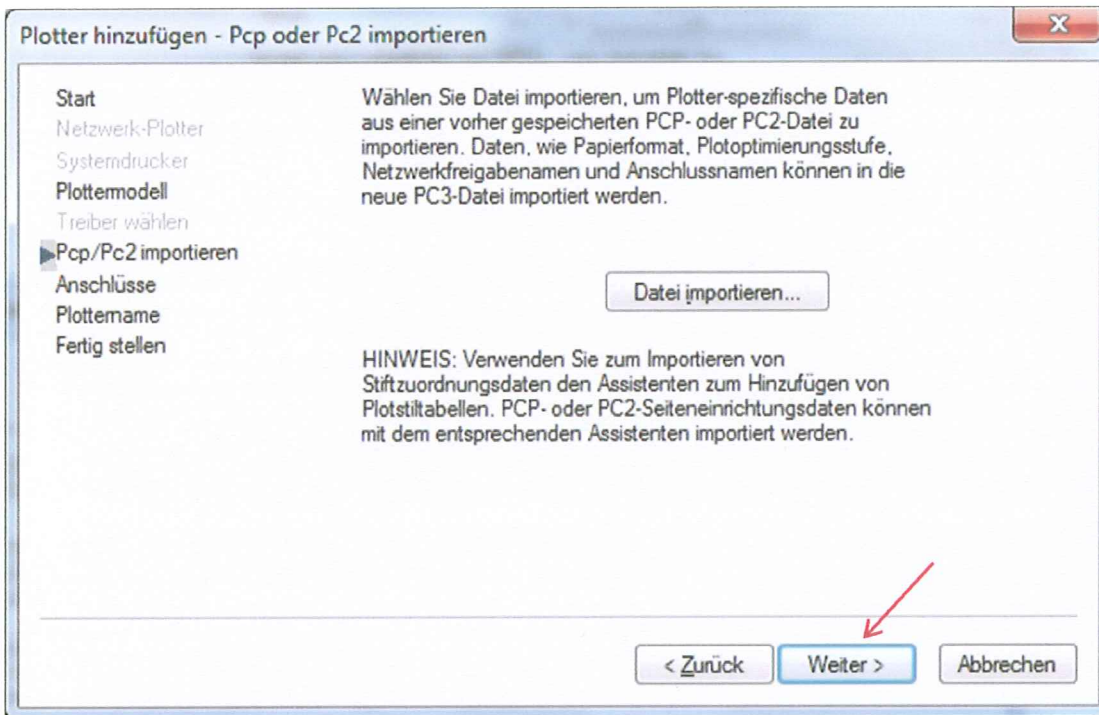 Plotter hinzufügen - Pcp oder Pc2 importieren
Start
Netzwerk-Plotter
Systemdrucker
Plottermodell
Treiber wählen
Pcp/Pc2 importieren
Anschlüsse
Plottername
Fertig stellen
Wählen Sie Datei importieren, um Plotter-spezifische Daten
aus einer vorher gespeicherten PCP- oder PC2-Datei zu
importieren. Daten, wie Papierformat, Plotoptimierungsstufe,
Netzwerkfreigabenamen und Anschlussnamen können in die
neue PC3-Datei importiert werden.
Datei importieren...
HINWEIS: Verwenden Sie zum Importieren von
Stiftzuordnungsdaten den Assistenten zum Hinzufügen von
Plotstiltabellen. PCP- oder PC2-Seiteneinrichtungsdaten können
mit dem entsprechenden Assistenten importiert werden.
< Zurück
Weiter >
Abbrechen